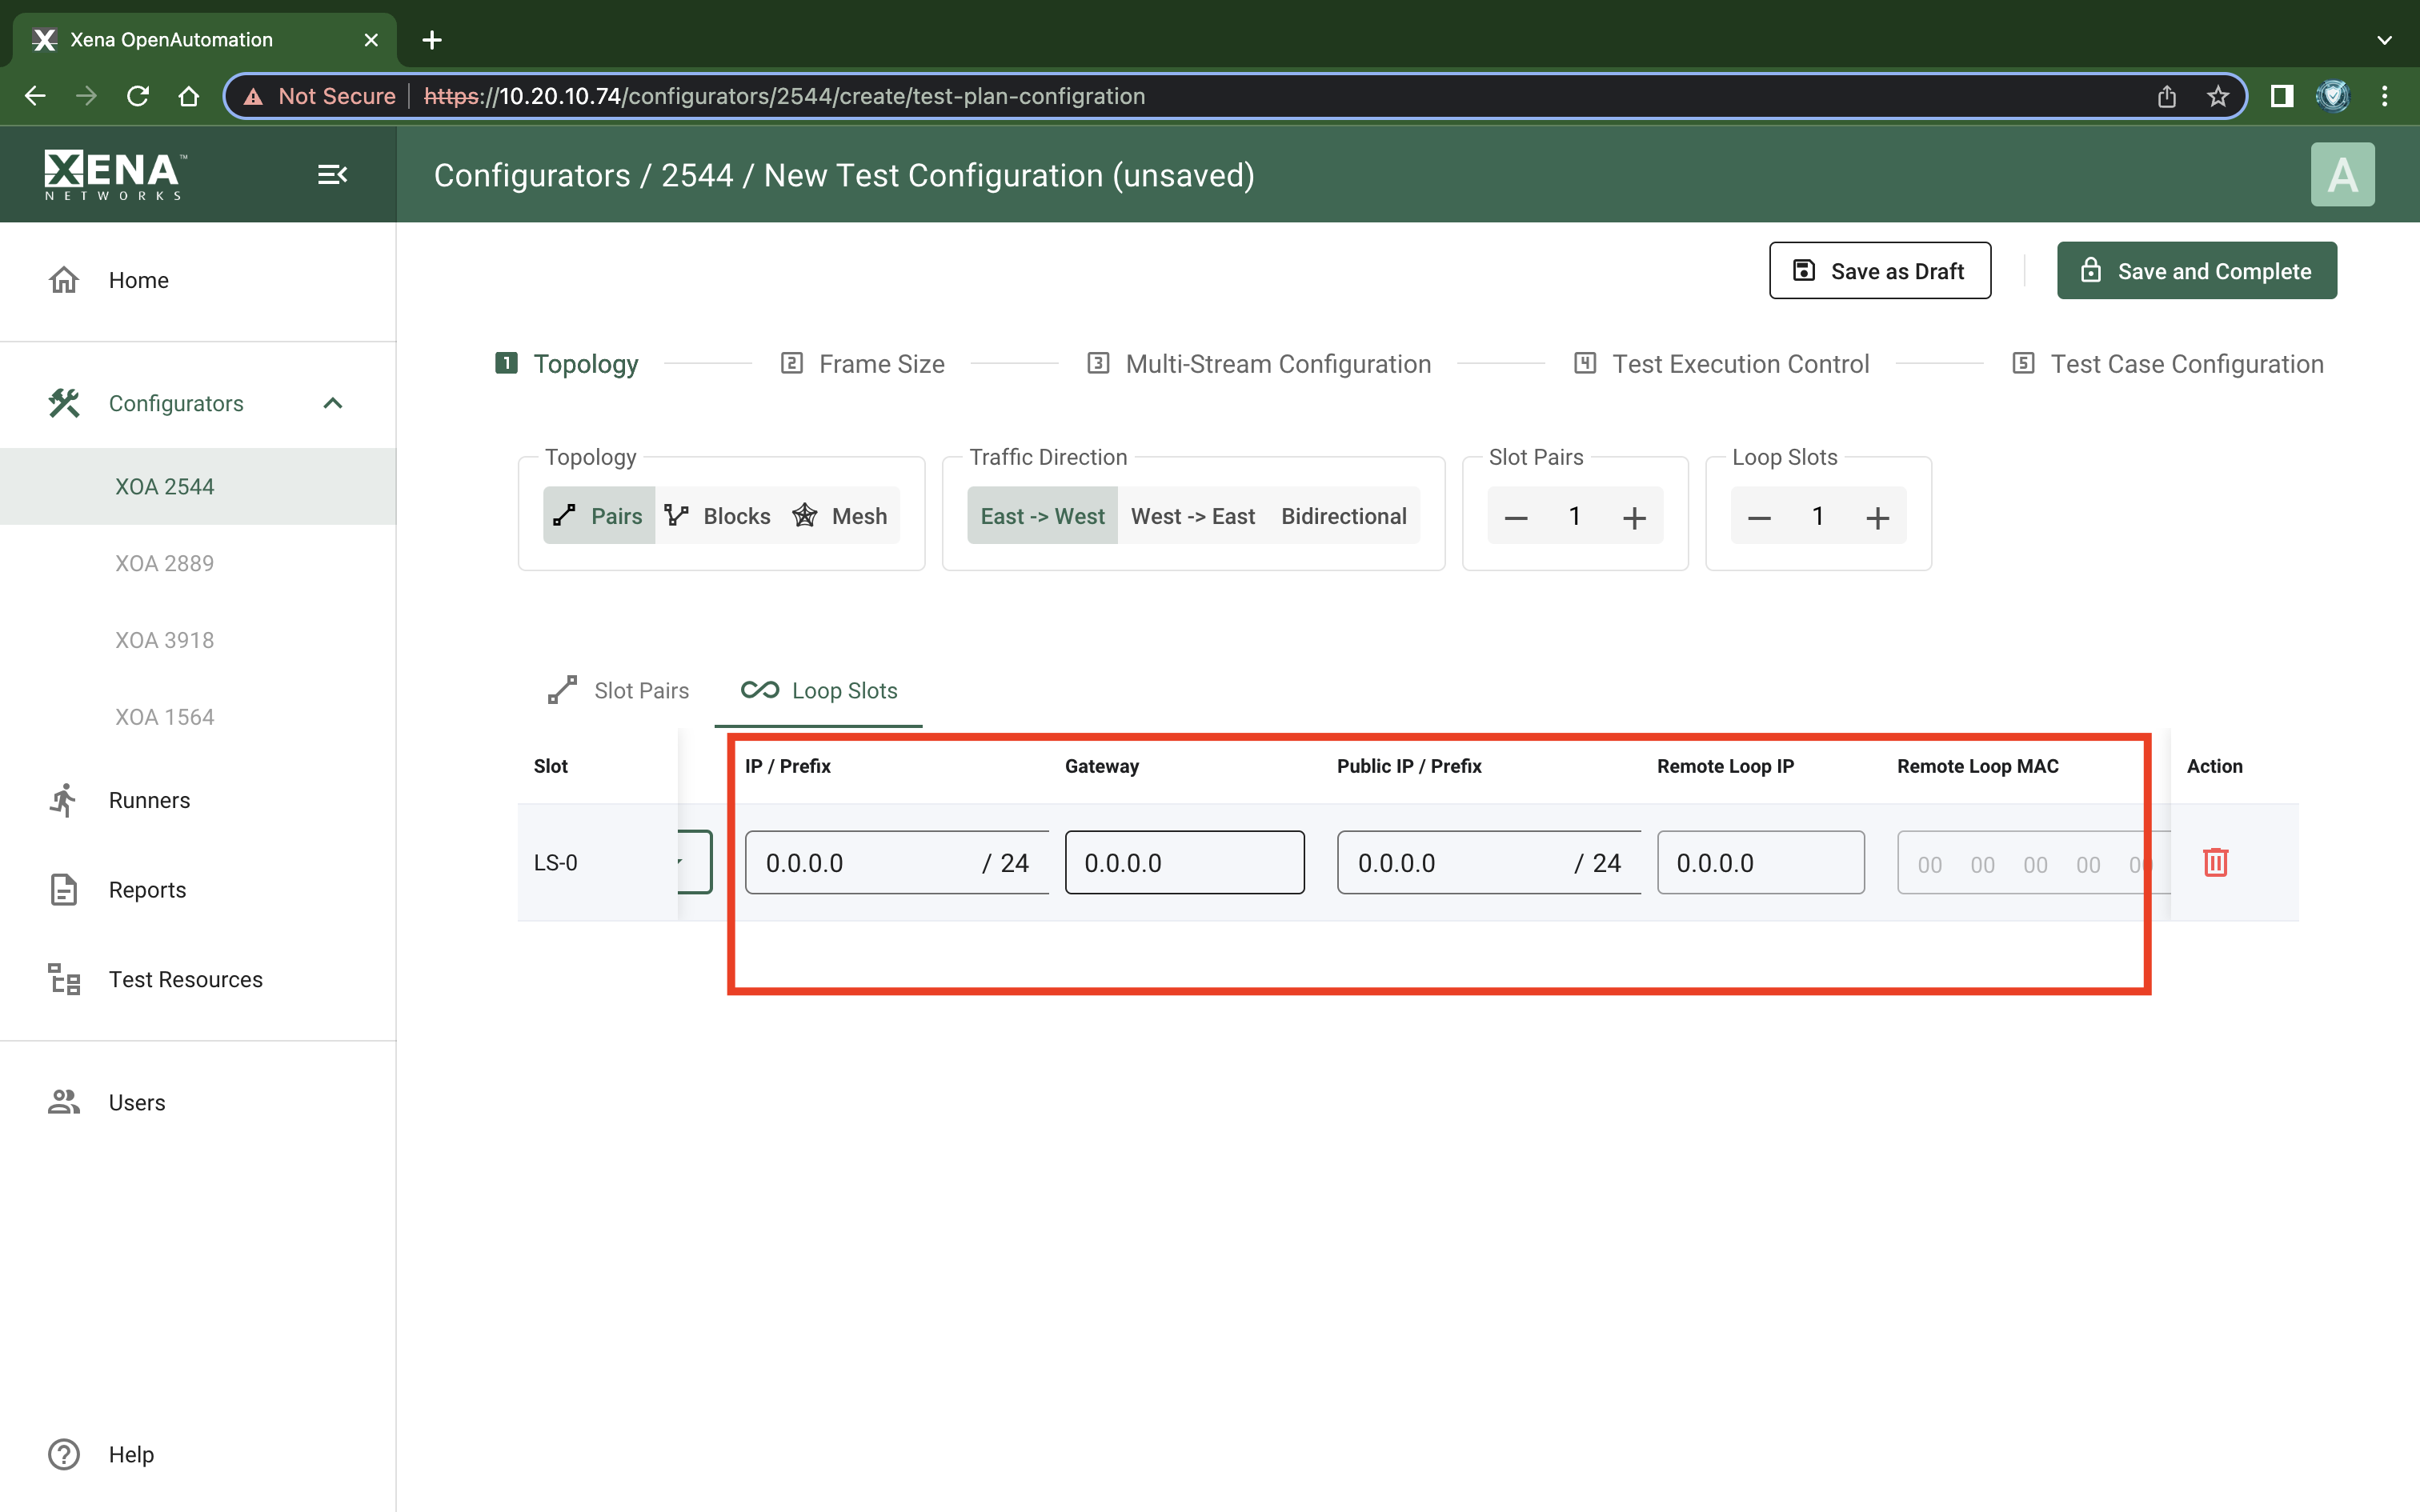 Xena OpenAutomation
Not Secure https://10.20.10.74/configurators/2544/create/test-plan-configration
XENA™
NETWORKS
Configurators / 2544 / New Test Configuration (unsaved)
A
Home
Configurators
XOA 2544
XOA 2889
XOA 3918
XOA 1564
Runners
Reports
Test Resources
Users
Help
Save as Draft
Save and Complete
1 Topology
2 Frame Size
3 Multi-Stream Configuration
4 Test Execution Control
5 Test Case Configuration
Topology
Pairs Blocks Mesh
Traffic Direction
East -> West West -> East Bidirectional
Slot Pairs
1
Loop Slots
1
Slot Pairs Loop Slots
Slot IP / Prefix Gateway Public IP / Prefix Remote Loop IP Remote Loop MAC Action
LS-0 0.0.0.0 / 24 0.0.0.0 0.0.0.0 / 24 0.0.0.0 00 00 00 00 00